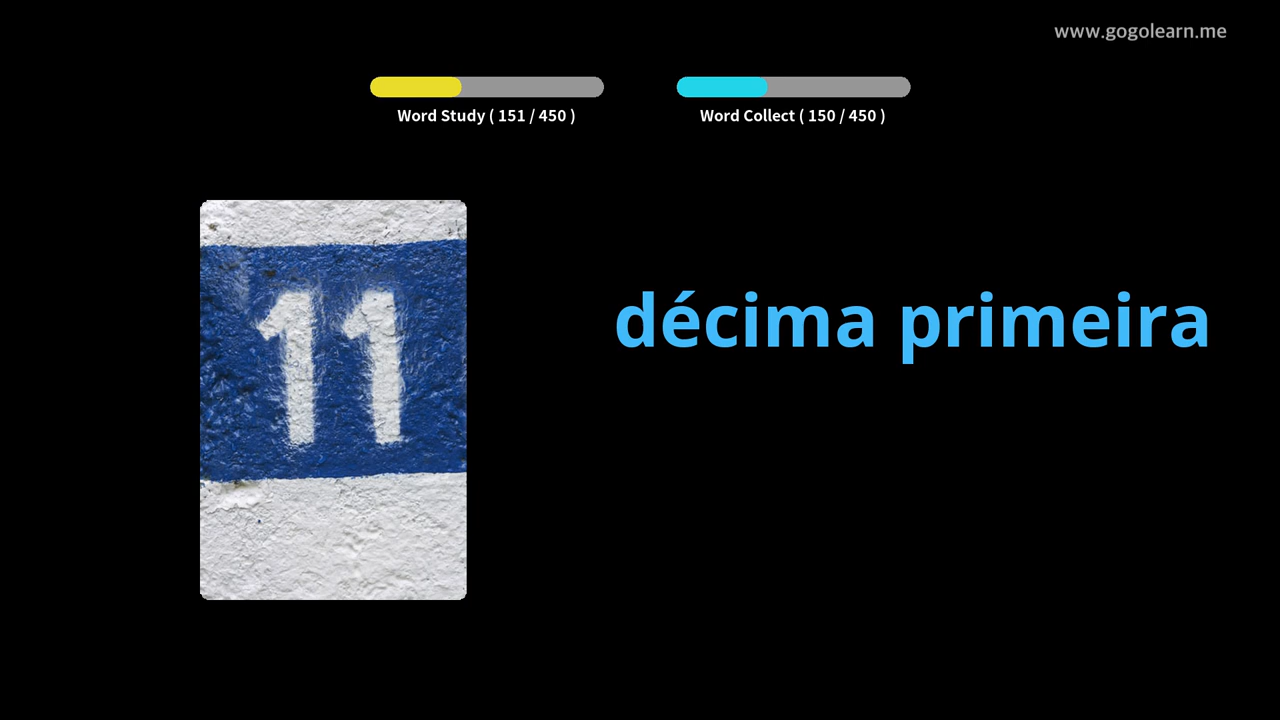 www.gogolearn.me
Word Study ( 151 / 450 )
Word Collect ( 150 / 450 )
11
décima primeira